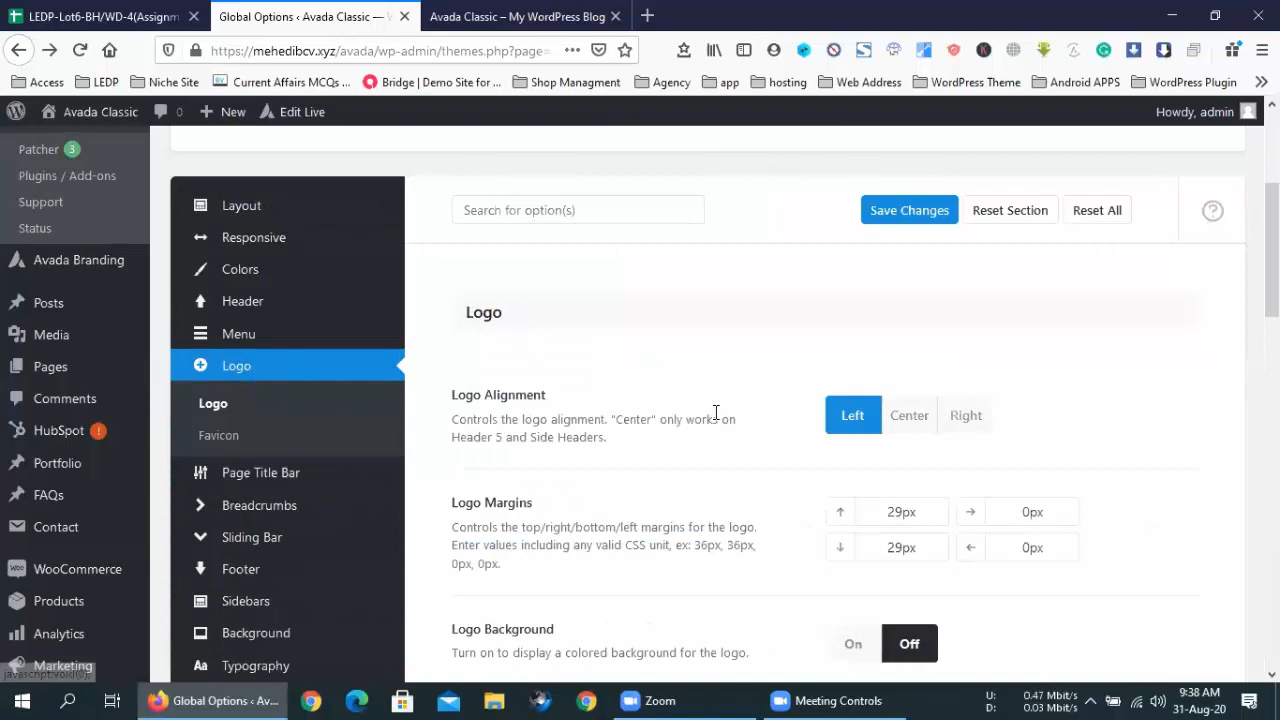 LEDP-Lot6-BH/WD-4(Assignm
Global Options ‹ Avada Classic —
Avada Classic – My WordPress Blog
https://mehedibcv.xyz/avada/wp-admin/themes.php?page=
Access
LEDP
Niche Site
Current Affairs MCQs ...
Bridge | Demo Site for ...
Shop Managment
Agency
app
hosting
Web Address
WordPress Theme
Android APPS
WordPress Plugin
Avada Classic
0
New
Edit Live
Howdy, admin
Patcher 3
Plugins / Add-ons
Support
Status
Avada Branding
Posts
Media
Pages
Comments
HubSpot !
Portfolio
FAQs
Contact
WooCommerce
Products
Analytics
Marketing
javascript:void(0);
Layout
Responsive
Colors
Header
Menu
Logo
Logo
Favicon
Page Title Bar
Breadcrumbs
Sliding Bar
Footer
Sidebars
Background
Aa Typography
Search for option(s)
Save Changes
Reset Section
Reset All
Logo
Logo Alignment
Controls the logo alignment. "Center" only works on
Header 5 and Side Headers.
Left
Center
Right
Logo Margins
Controls the top/right/bottom/left margins for the logo.
Enter values including any valid CSS unit, ex: 36px, 36px,
0px, 0px.
29px
0px
29px
0px
Logo Background
Turn on to display a colored background for the logo.
On
Off
Global Options ‹ Av...
Zoom
Meeting Controls
U: 0.47 Mbit/s
D: 0.03 Mbit/s
9:38 AM
31-Aug-20